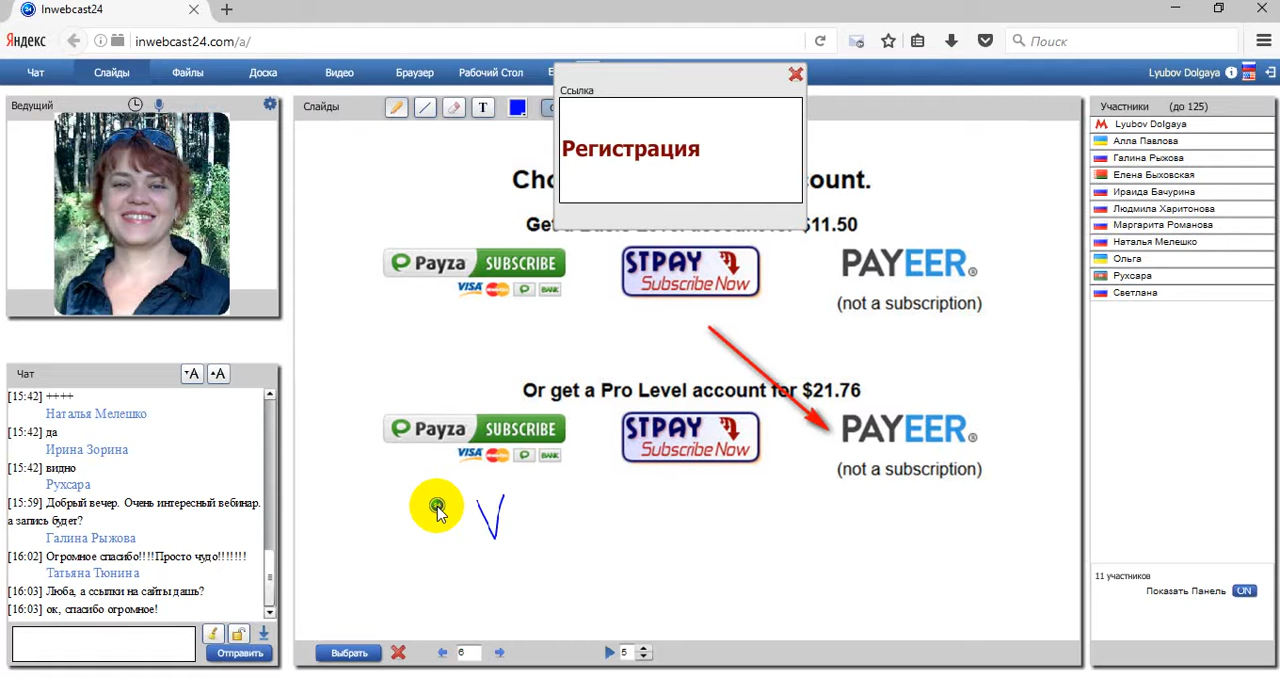 Inwebcast24
Яндекс
inwebcast24.com/a/
Поиск
Чат
Слайды
Файлы
Доска
Видео
Браузер
Рабочий Стол
Lyubov Dolgaya
Ведущий
Слайды
T
Ссылка
Регистрация
Участники (до 125)
Lyubov Dolgaya
Алла Павлова
Галина Рыжова
Елена Быховская
Ираида Бачурина
Людмила Харитонова
Маргарита Романова
Наталья Мелешко
Ольга
Рухсара
Светлана
11 участников
Показать Панель ON
$11.50
Payza SUBSCRIBE
VISA BANK
STPAY
Subscribe Now
PAYEER®
(not a subscription)
Or get a Pro Level account for $21.76
Payza SUBSCRIBE
VISA BANK
STPAY
Subscribe Now
PAYEER®
(not a subscription)
V
Чат
A A
[15:42] ++++
Наталья Мелешко
[15:42] да
Ирина Зорина
[15:42] видно
Рухсара
[15:59] Добрый вечер. Очень интересный вебинар.
а запись будет?
Галина Рыжова
[16:02] Огромное спасибо!!!!Просто чудо!!!!!!!
Татьяна Тюнина
[16:03] Люба, а ссылки на сайты дашь?
[16:03] ок, спасибо огромное!
Отправить
Выбрать
6
5